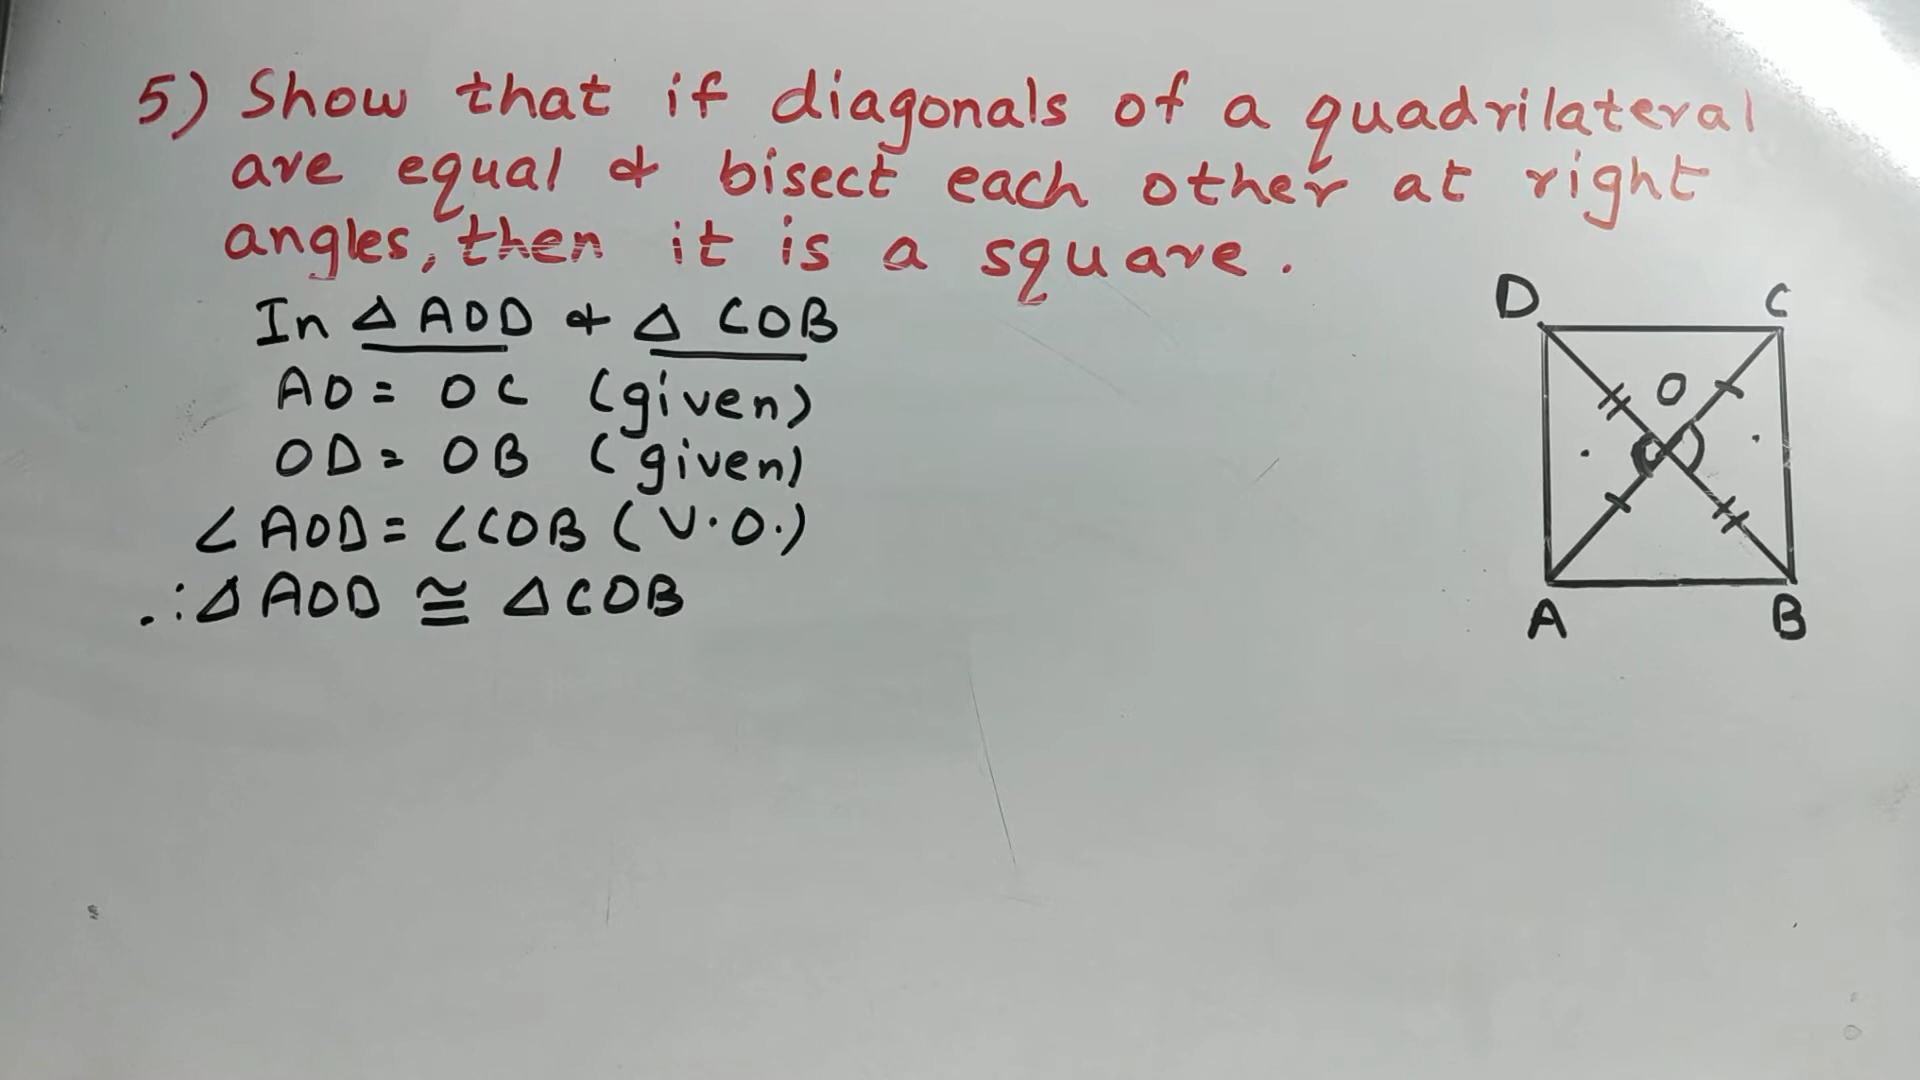 5) Show that if diagonals of a quadrilateral
are equal & bisect each other at right
angles, then it is a square.
In △ AOD & △ COB
AO = OC (given)
OD = OB (given)
∠AOD = ∠COB (V.O.)
∴ △ AOD ≅ △ COB
D C
O
A B